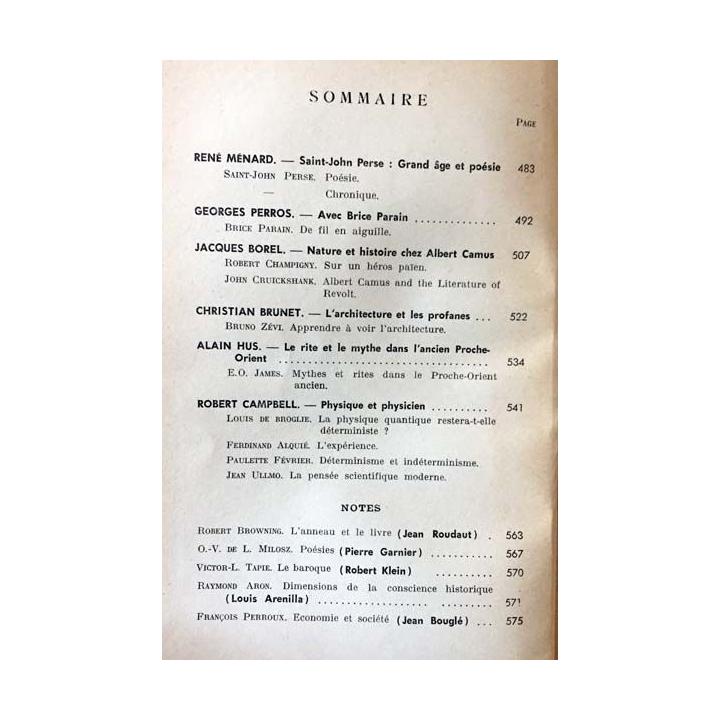 SOMMAIRE
PAGE
RENÉ MÉNARD. — Saint-John Perse : Grand âge et poésie 483
SAINT-JOHN PERSE. Poésie.
— Chronique.
GEORGES PERROS. — Avec Brice Parain .............. 492
BRICE PARAIN. De fil en aiguille.
JACQUES BOREL. — Nature et histoire chez Albert Camus 507
ROBERT CHAMPIGNY. Sur un héros païen.
JOHN CRUICKSHANK. Albert Camus and the Literature of
Revolt.
CHRISTIAN BRUNET. — L'architecture et les profanes ... 522
BRUNO ZÉVI. Apprendre à voir l'architecture.
ALAIN HUS. — Le rite et le mythe dans l'ancien Proche-
Orient .................................... 534
E.O. JAMES. Mythes et rites dans le Proche-Orient
ancien.
ROBERT CAMPBELL. — Physique et physicien .......... 541
LOUIS DE BROGLIE. La physique quantique restera-t-elle
déterministe ?
FERDINAND ALQUIÉ. L'expérience.
PAULETTE FÉVRIER. Déterminisme et indéterminisme.
JEAN ULLMO. La pensée scientifique moderne.
NOTES
ROBERT BROWNING. L'anneau et le livre (Jean Roudaut) . 563
O.-V. DE L. MILOSZ. Poésies (Pierre Garnier) ........... 567
VICTOR-L. TAPIE. Le baroque (Robert Klein) .......... 570
RAYMOND ARON. Dimensions de la conscience historique
(Louis Arenilla) .................. ......... 571
FRANÇOIS PERROUX. Economie et société (Jean Bouglé) ... 575